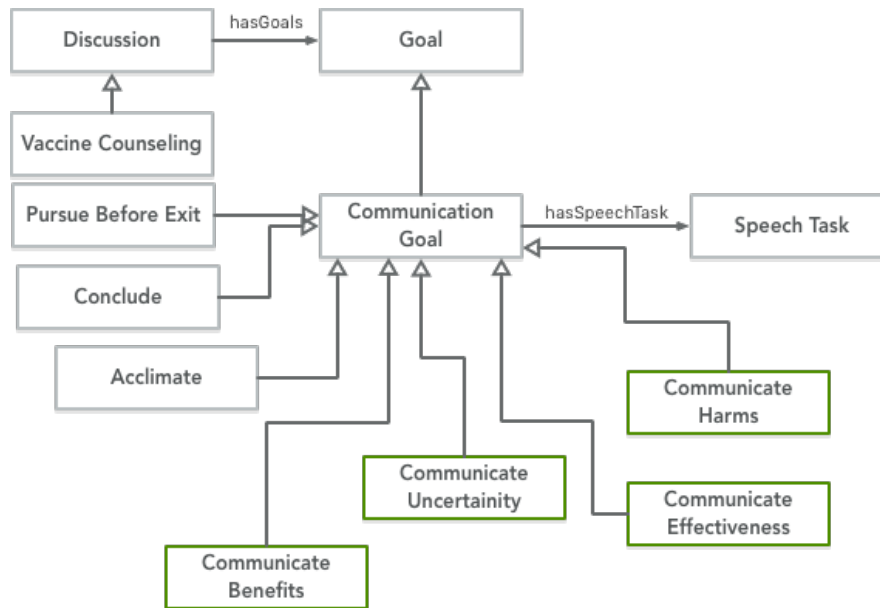 Discussion
hasGoals
Goal
Vaccine Counseling
Pursue Before Exit
Communication
Goal
hasSpeechTask
Speech Task
Conclude
Acclimate
Communicate
Harms
Communicate
Uncertainity
Communicate
Effectiveness
Communicate
Benefits